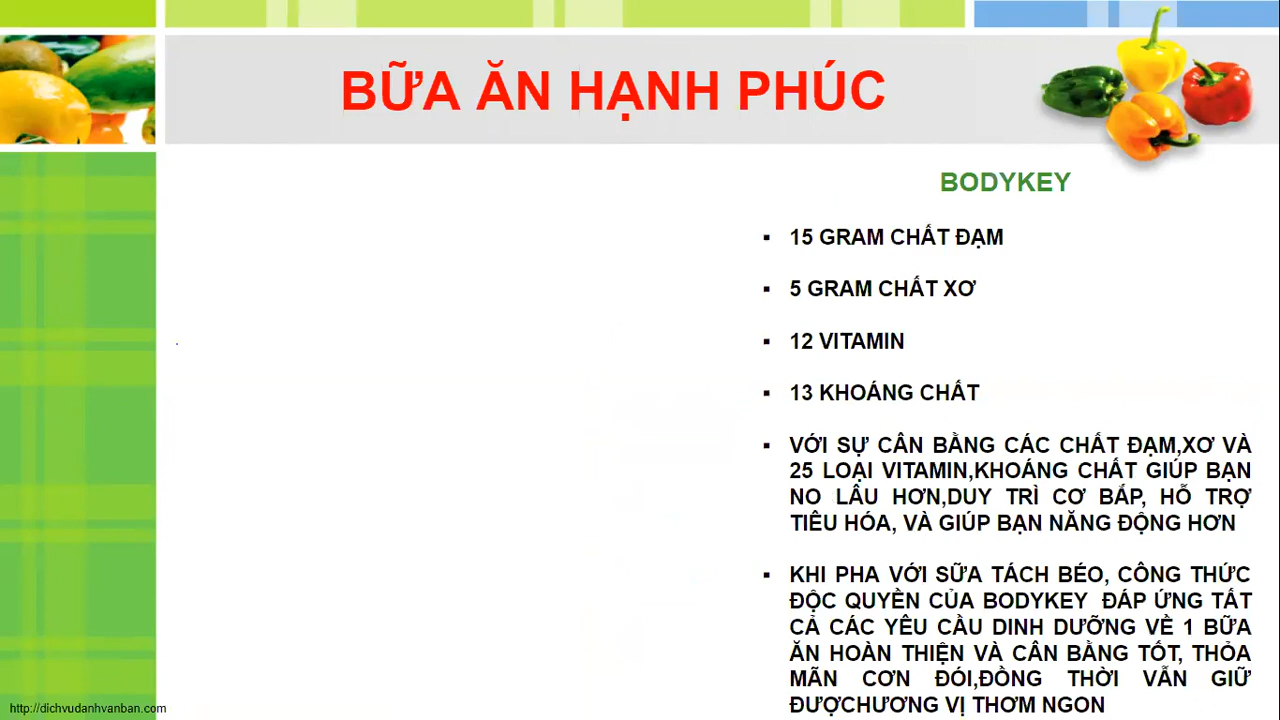 BỮA ĂN HẠNH PHÚC
BODYKEY
▪ 15 GRAM CHẤT ĐẠM
▪ 5 GRAM CHẤT XƠ
▪ 12 VITAMIN
▪ 13 KHOÁNG CHẤT
▪ VỚI SỰ CÂN BẰNG CÁC CHẤT ĐẠM,XƠ VÀ
25 LOẠI VITAMIN,KHOÁNG CHẤT GIÚP BẠN
NO LÂU HƠN,DUY TRÌ CƠ BẮP, HỖ TRỢ
TIÊU HÓA, VÀ GIÚP BẠN NĂNG ĐỘNG HƠN
▪ KHI PHA VỚI SỮA TÁCH BÉO, CÔNG THỨC
ĐỘC QUYỀN CỦA BODYKEY ĐÁP ỨNG TẤT
CẢ CÁC YÊU CẦU DINH DƯỠNG VỀ 1 BỮA
ĂN HOÀN THIỆN VÀ CÂN BẰNG TỐT, THỎA
MÃN CƠN ĐÓI,ĐỒNG THỜI VẪN GIỮ
ĐƯỢCHƯƠNG VỊ THƠM NGON
http://dichvudanhvanban.com